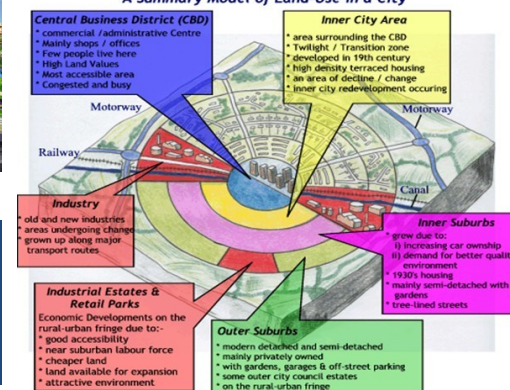 A Summary Model of Land Use in a City
Central Business District (CBD)
* commercial /administrative Centre
* Mainly shops / offices
* Few people live here
* High Land Values
* Most accessible area
* Congested and busy
Inner City Area
* area surrounding the CBD
* Twilight / Transition zone
* developed in 19th century
* high density terraced housing
* an area of decline / change
* inner city redevelopment occuring
Motorway
Motorway
Railway
Canal
Industry
* old and new industries
* areas undergoing change
* grown up along major
transport routes
Inner Suburbs
* grew due to:
i) increasing car ownship
ii) demand for better qualit
environment
* 1930's housing
* mainly semi-detached with
gardens
* tree-lined streets
Industrial Estates &
Retail Parks
Economic Developments on the
rural-urban fringe due to:-
* good accessibility
* near suburban labour force
* cheaper land
* land available for expansion
* attractive environment
Outer Suburbs
* modern detached and semi-detached
* mainly privately owned
* with gardens, garages & off-street parking
* some outer city council estates
* on the rural-urban fringe